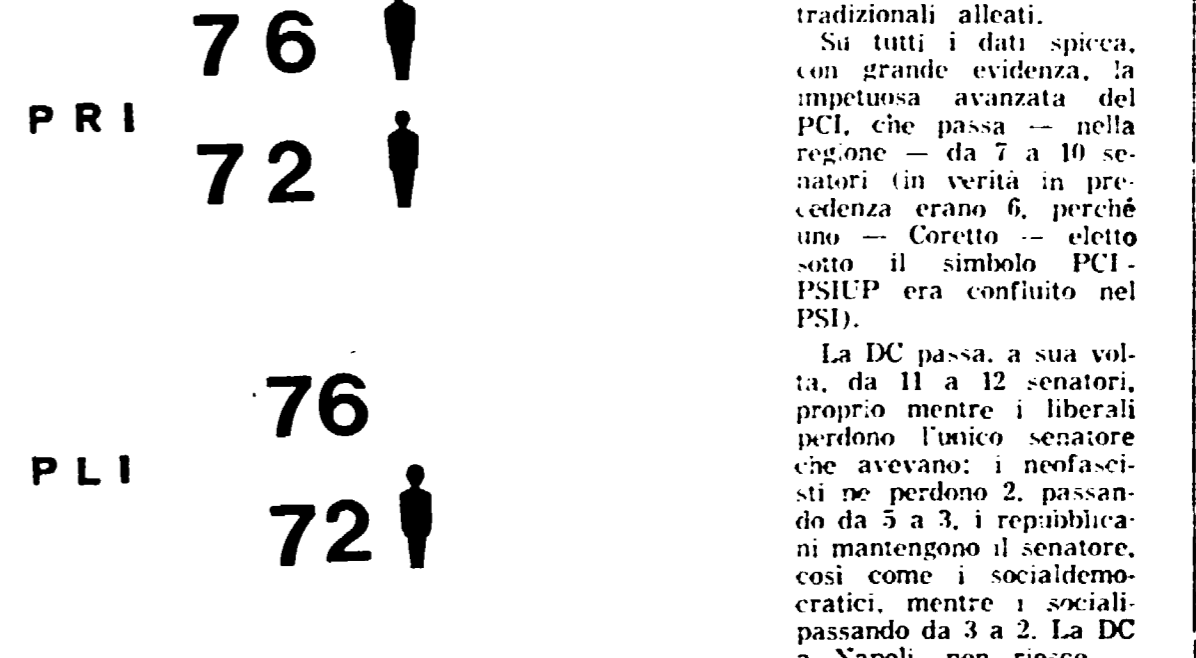 76
PRI
72
76
PLI
72
tradizionali alleati.
Su tutti i dati spicca,
con grande evidenza, la
impetuosa avanzata del
PCI, che passa — nella
regione — da 7 a 10 se-
natori (in verità in pre-
cedenza erano 6, perché
uno — Coretto — eletto
sotto il simbolo PCI-
PSIUP era confluito nel
PSI).
La DC passa, a sua vol-
ta, da 11 a 12 senatori,
proprio mentre i liberali
perdono l'unico senatore
che avevano; i neofasci-
sti ne perdono 2, passan-
do da 5 a 3, i repubblica-
ni mantengono il senatore,
così come i socialdemo-
cratici, mentre i sociali-
passando da 3 a 2. La DC
a Napoli non riesce